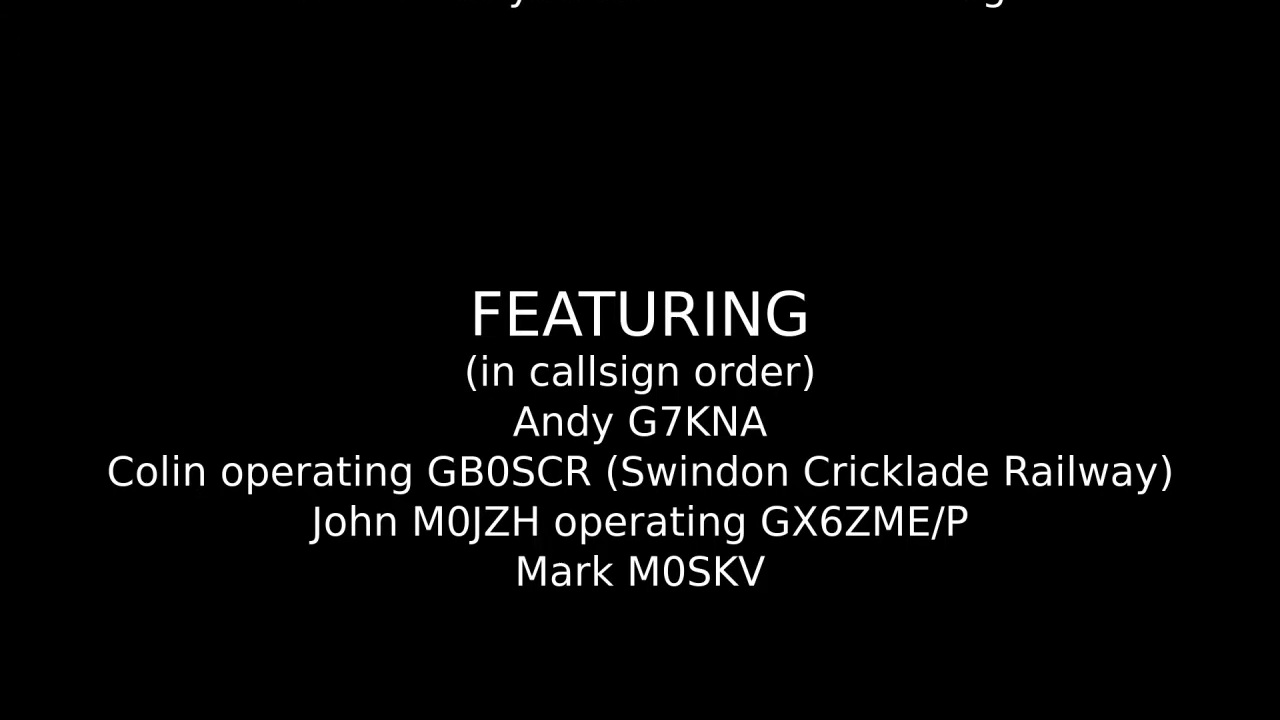 FEATURING
(in callsign order)
Andy G7KNA
Colin operating GB0SCR (Swindon Cricklade Railway)
John M0JZH operating GX6ZME/P
Mark M0SKV